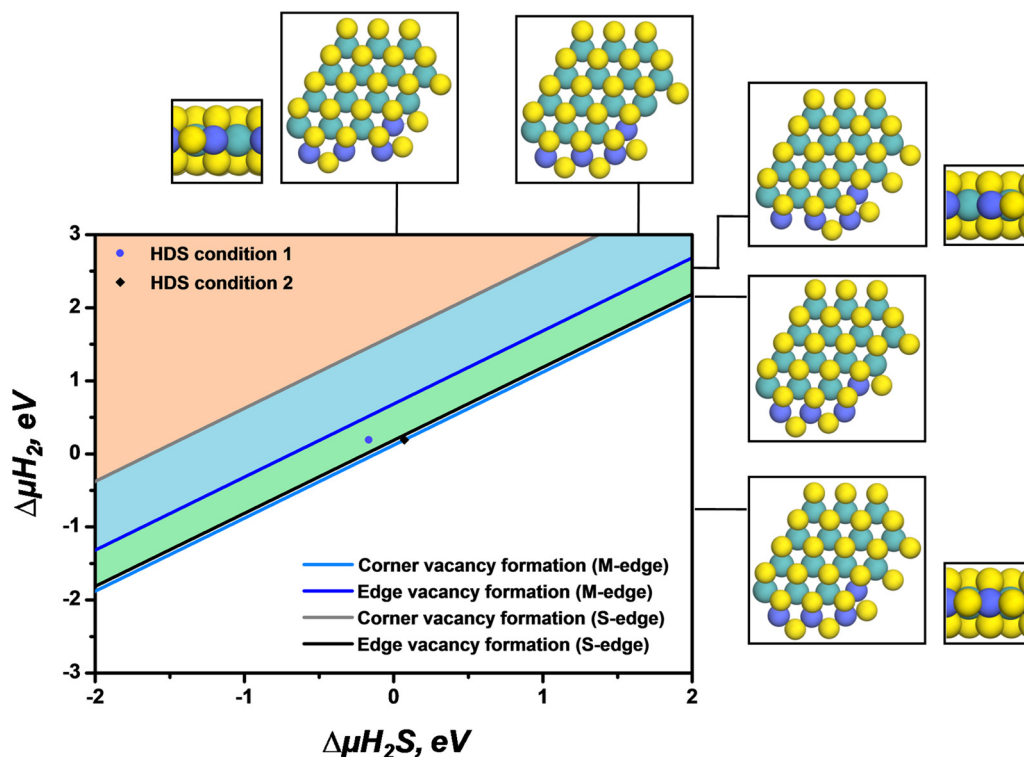 3
2
1
0
-1
-2
-3
-2
-1
0
1
2
ΔμH₂, eV
ΔμH₂S, eV
HDS condition 1
HDS condition 2
Corner vacancy formation (M-edge)
Edge vacancy formation (M-edge)
Corner vacancy formation (S-edge)
Edge vacancy formation (S-edge)